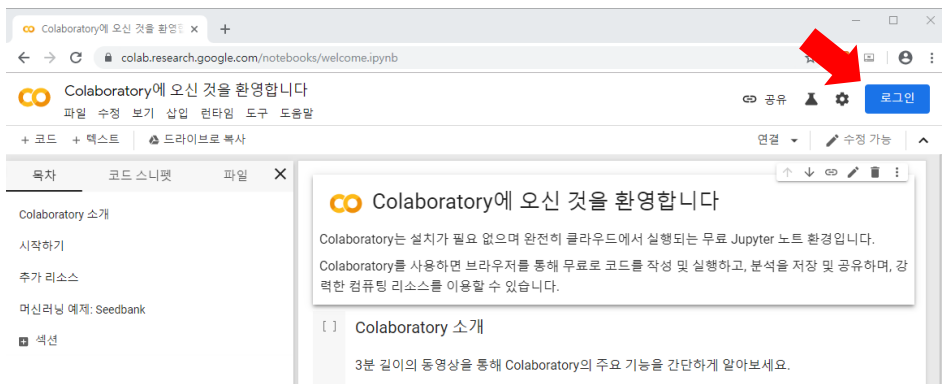 Colaboratory에 오신 것을 환영
colab.research.google.com/notebooks/welcome.ipynb
Colaboratory에 오신 것을 환영합니다
파일 수정 보기 삽입 런타임 도구 도움말
공유
로그인
+ 코드 + 텍스트 드라이브로 복사
연결 수정 가능
목차 코드 스니펫 파일
Colaboratory 소개
시작하기
추가 리소스
머신러닝 예제: Seedbank
섹션
Colaboratory에 오신 것을 환영합니다
Colaboratory는 설치가 필요 없으며 완전히 클라우드에서 실행되는 무료 Jupyter 노트 환경입니다.
Colaboratory를 사용하면 브라우저를 통해 무료로 코드를 작성 및 실행하고, 분석을 저장 및 공유하며, 강
력한 컴퓨팅 리소스를 이용할 수 있습니다.
[ ] Colaboratory 소개
3분 길이의 동영상을 통해 Colaboratory의 주요 기능을 간단하게 알아보세요.